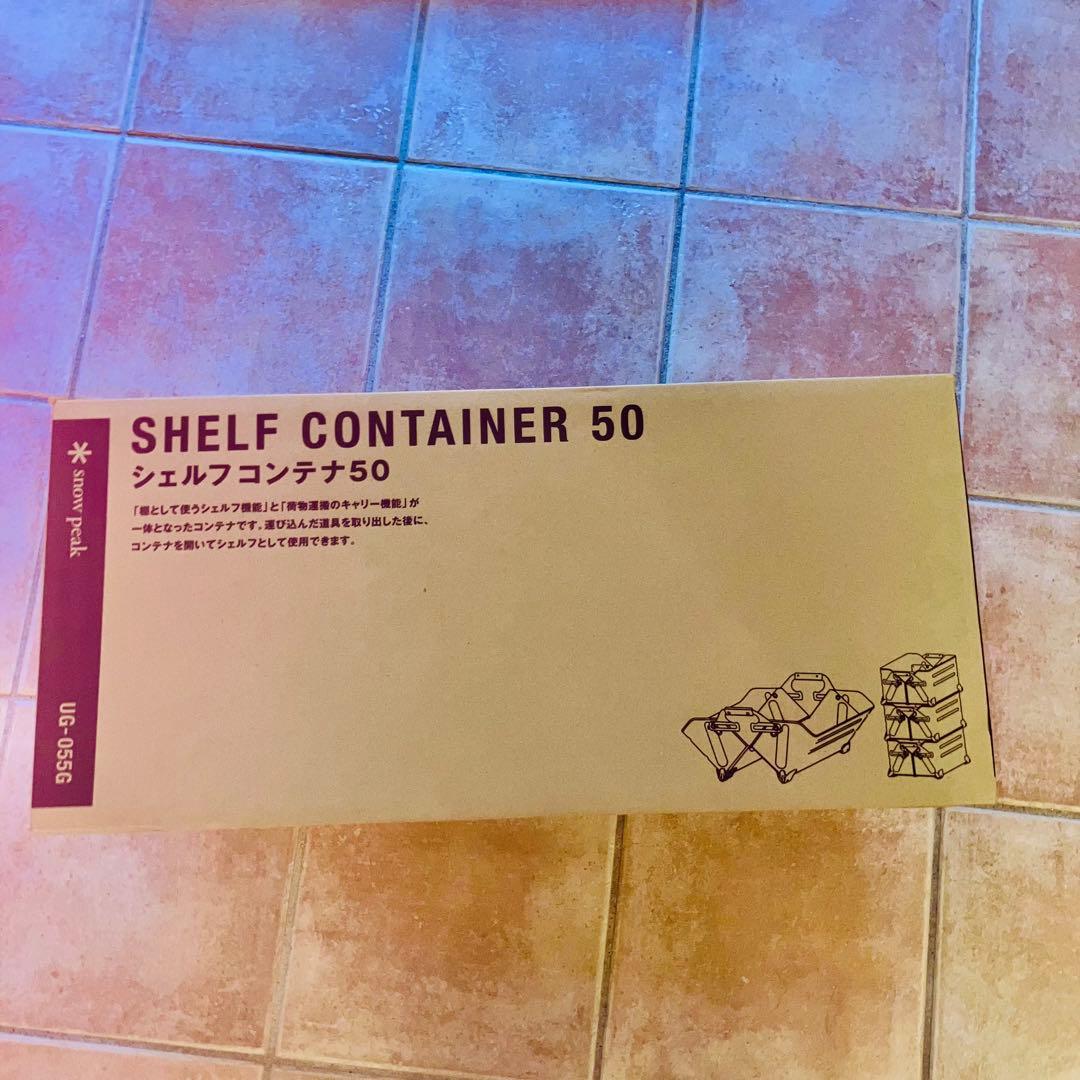 SHELF CONTAINER 50
シェルフコンテナ50
「棚として使うシェルフ機能」と「荷物運搬のキャリー機能」が
一体となったコンテナです。運び込んだ道具を取り出した後に、
コンテナを開いてシェルフとして使用できます。
snow peak
UG-055G